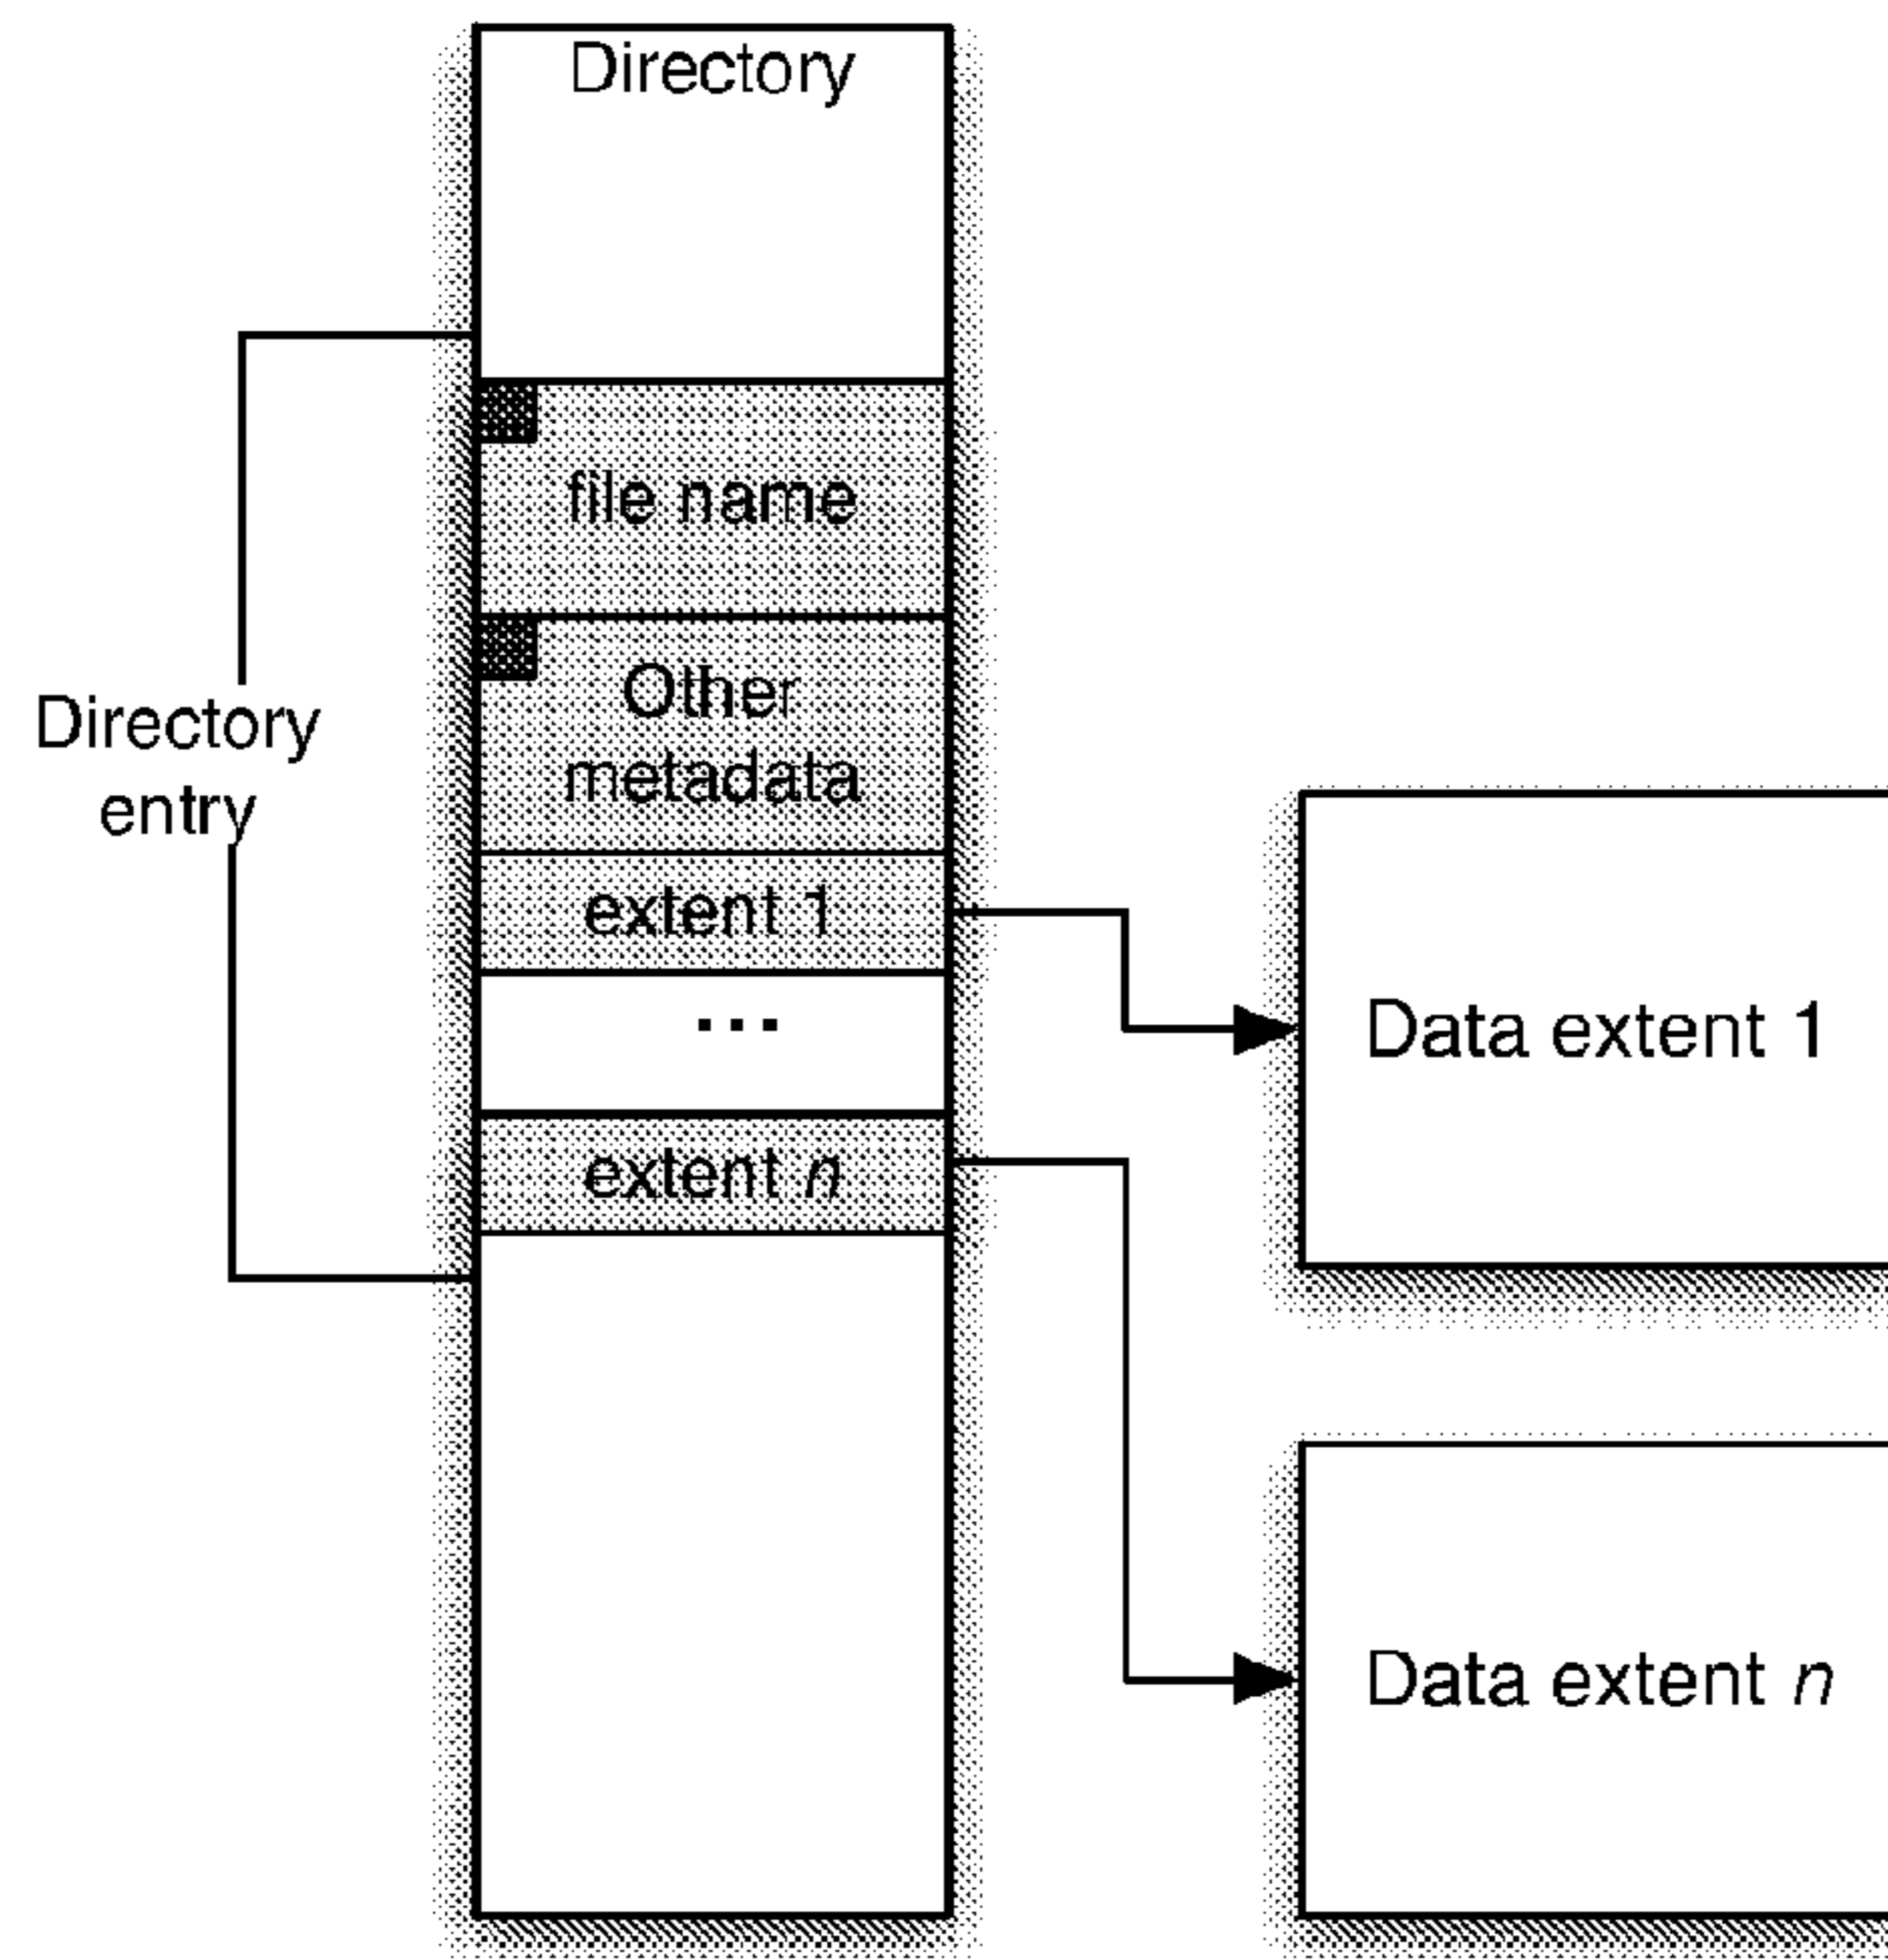 Directory
file name
Other
metadata
Directory
entry
extent 1
...
extent n
Data extent 1
Data extent n